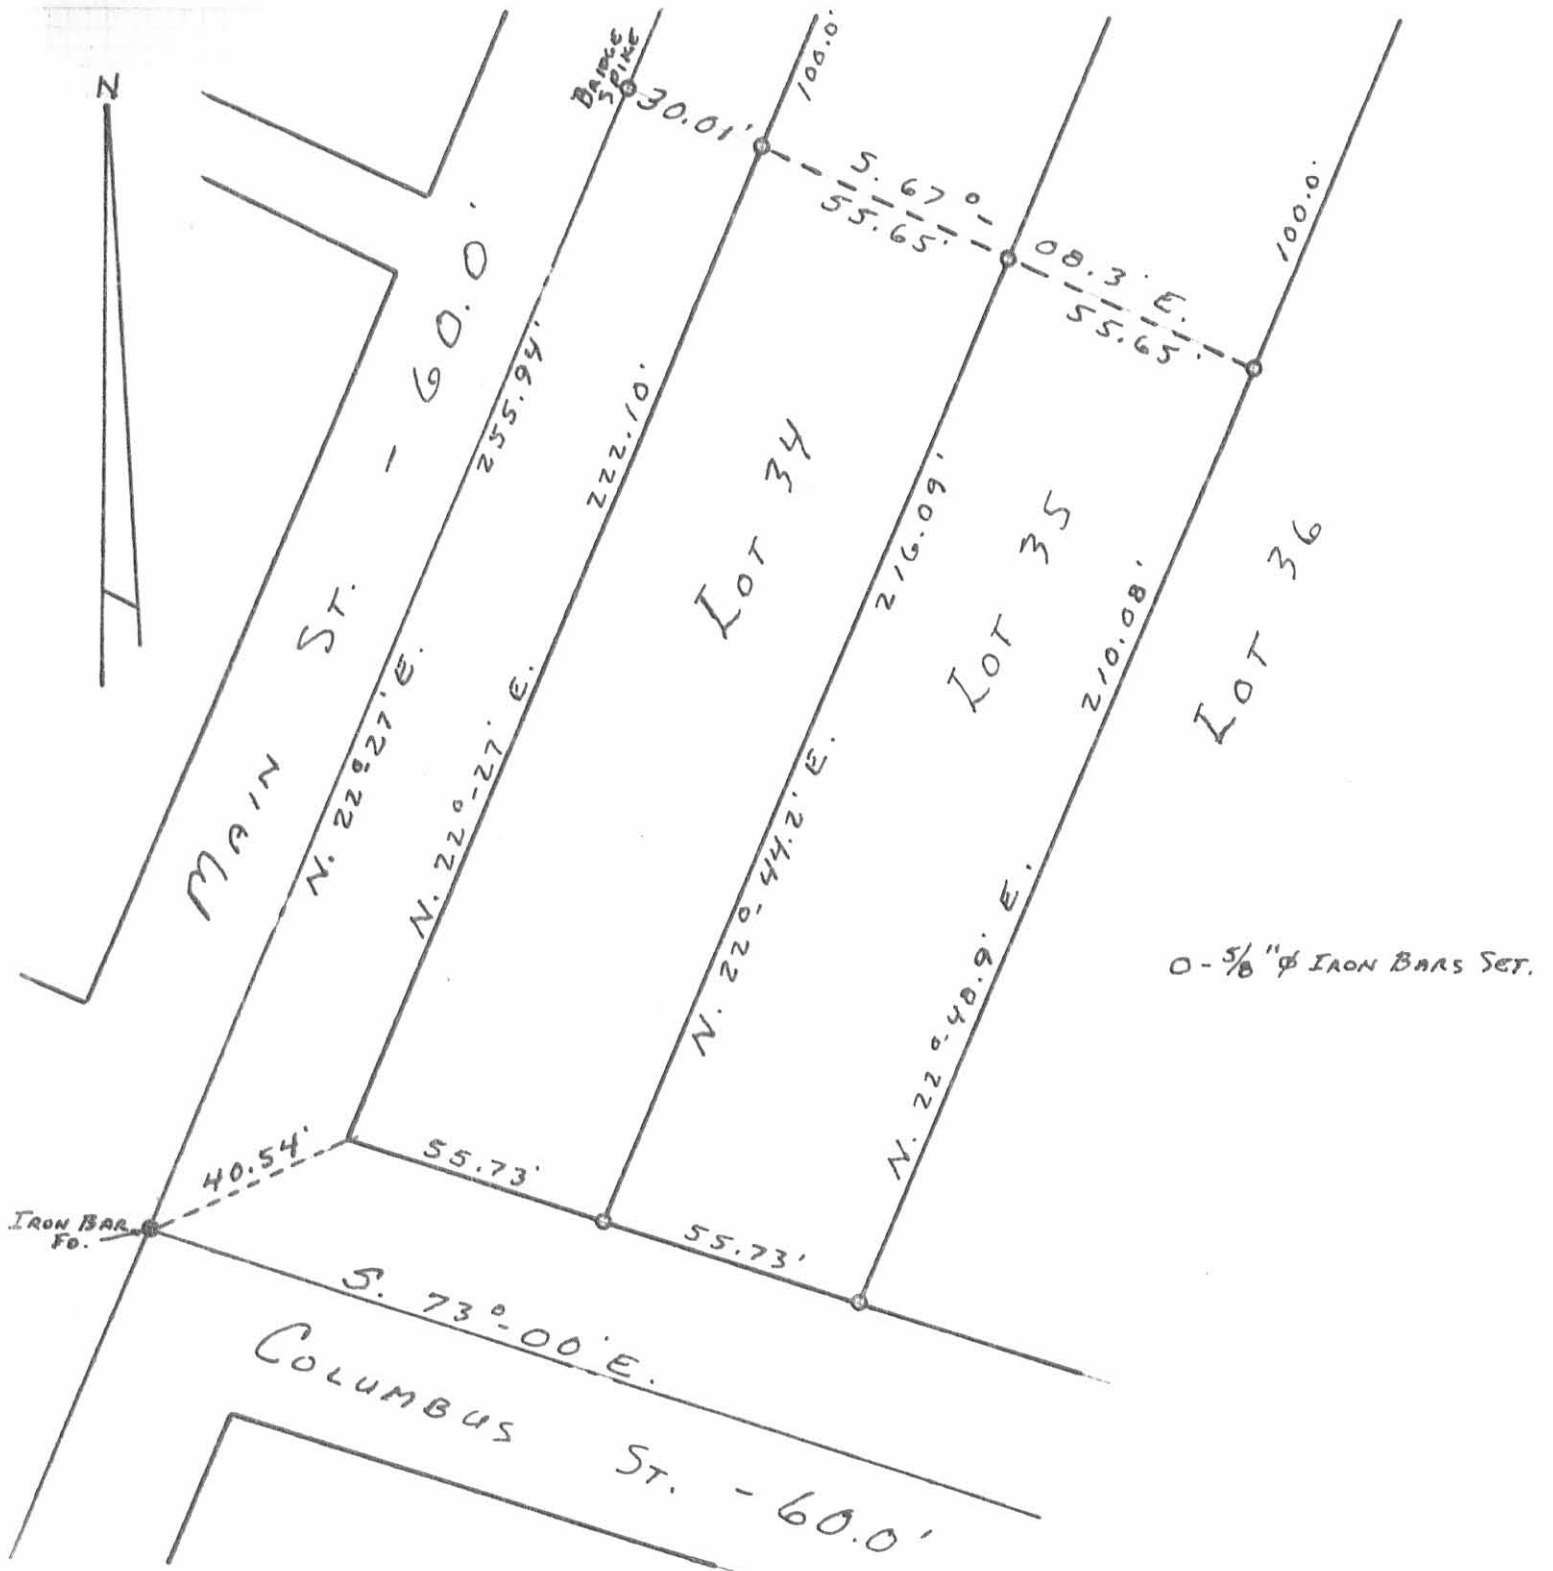 N
BRIDGE
SPIKE
30.01'
100.0'
S. 67°-08.3' E.
55.65'
55.65'
100.0'
MAIN ST. - 60.0'
255.94'
N. 22°27' E.
222.10'
N. 22°-27' E.
LOT 34
216.09'
N. 22°-44.2' E.
LOT 35
210.08'
N. 22°-48.9' E.
LOT 36
O - 5/8" ϕ IRON BARS SET.
40.54'
55.73'
55.73'
IRON BAR
FD.
S. 73°-00' E.
COLUMBUS ST. - 60.0'